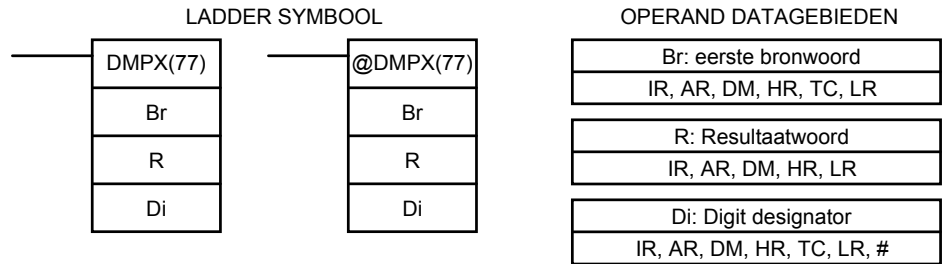 LADDER SYMBOOL
DMPX(77)
Br
R
Di
@DMPX(77)
Br
R
Di
OPERAND DATAGEBIEDEN
Br: eerste bronwoord
IR, AR, DM, HR, TC, LR
R: Resultaatwoord
IR, AR, DM, HR, LR
Di: Digit designator
IR, AR, DM, HR, TC, LR, #